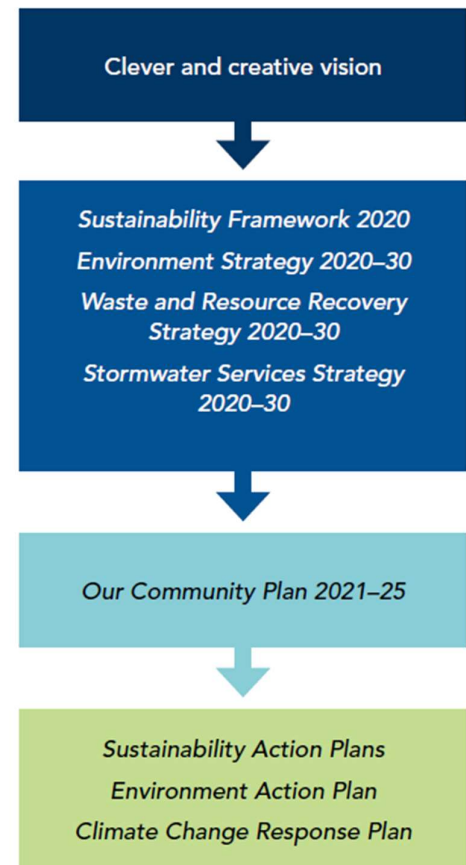 Clever and creative vision
Sustainability Framework 2020
Environment Strategy 2020–30
Waste and Resource Recovery
Strategy 2020–30
Stormwater Services Strategy
2020–30
Our Community Plan 2021–25
Sustainability Action Plans
Environment Action Plan
Climate Change Response Plan